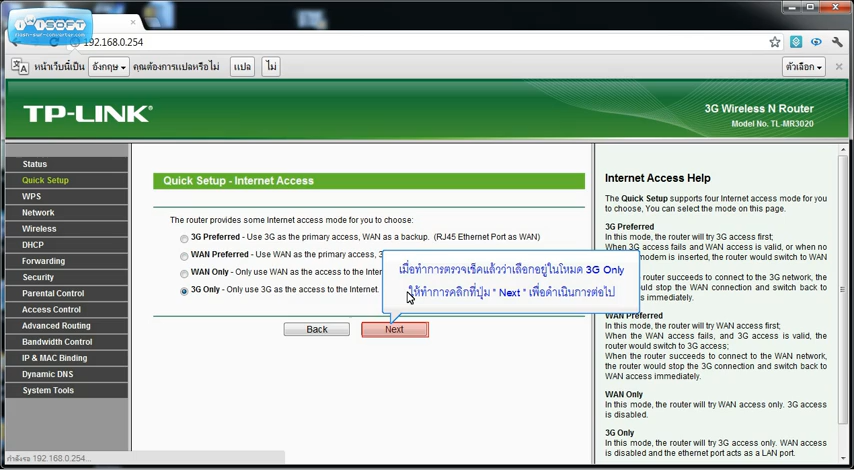 iWiSOFT
flash-swf-converter.com
192.168.0.254
หน้าเว็บนี้เป็น อังกฤษ คุณต้องการแปลหรือไม่ แปล ไม่ ตัวเลือก
TP-LINK®
3G Wireless N Router
Model No. TL-MR3020
Status
Quick Setup
WPS
Network
Wireless
DHCP
Forwarding
Security
Parental Control
Access Control
Advanced Routing
Bandwidth Control
IP & MAC Binding
Dynamic DNS
System Tools
Quick Setup - Internet Access
The router provides some Internet access mode for you to choose:
3G Preferred - Use 3G as the primary access, WAN as a backup. (RJ45 Ethernet Port as WAN)
WAN Preferred - Use WAN as the primary access,
WAN Only - Only use WAN as the access to the
3G Only - Only use 3G as the access to the Internet.
เมื่อทำการตรวจเช็คแล้วว่าเลือกอยู่ในโหมด 3G Only
ให้ทำการคลิกที่ปุ่ม " Next " เพื่อดำเนินการต่อไป
Back Next
Internet Access Help
The Quick Setup supports four Internet access mode for you
to choose, You can select the mode on this page.
3G Preferred
In this mode, the router will try 3G access first;
When 3G access fails and WAN access is valid, or when no
modem is inserted, the router would switch to WAN
router succeeds to connect to the 3G network, the
would stop the WAN connection and switch back to
access immediately.
WAN Preferred
In this mode, the router will try WAN access first;
When the WAN access fails, and 3G access is valid, the
router would switch to 3G access;
When the router succeeds to connect to the WAN network,
the router would stop the 3G connection and switch back to
WAN access immediately.
WAN Only
In this mode, the router will try WAN access only. 3G access
is disabled.
3G Only
In this mode, the router will try 3G access only. WAN access
is disabled and the ethernet port acts as a LAN port.
กำลังรอ 192.168.0.254...